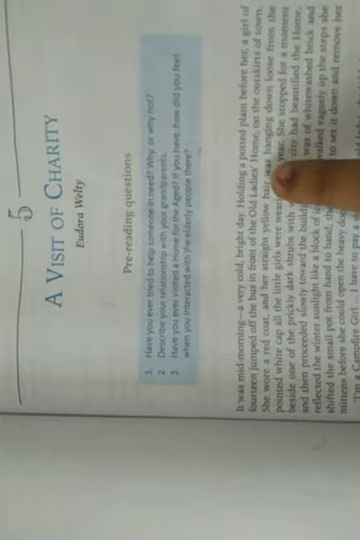 5
A VISIT OF CHARITY
Eudora Welty
Pre-reading questions
1. Have you ever tried to help someone in need? Why, or why not?
2. Describe your relationship with your grandparents.
3. Have you ever visited a Home for the Aged? If you have, how did you feel
when you interacted with the elderly people there?
It was mid-morning—a very cold, bright day. Holding a potted plant before her, a girl of
fourteen jumped off the bus in front of the Old Ladies' Home, on the outskirts of town.
She wore a red coat, and her straight yellow hair was hanging down loose from the
pointed white cap all the little girls were year. She stopped for a moment
beside one of the prickly dark shrubs with city had beautified the Home,
and then proceeded slowly toward the build was of whitewashed brick and
reflected the winter sunlight like a block of walked vaguely up the steps she
shifted the small pot from hand to hand; to set it down and remove her
mittens before she could open the heavy
"I'm a Campfire Girl I have to pay a